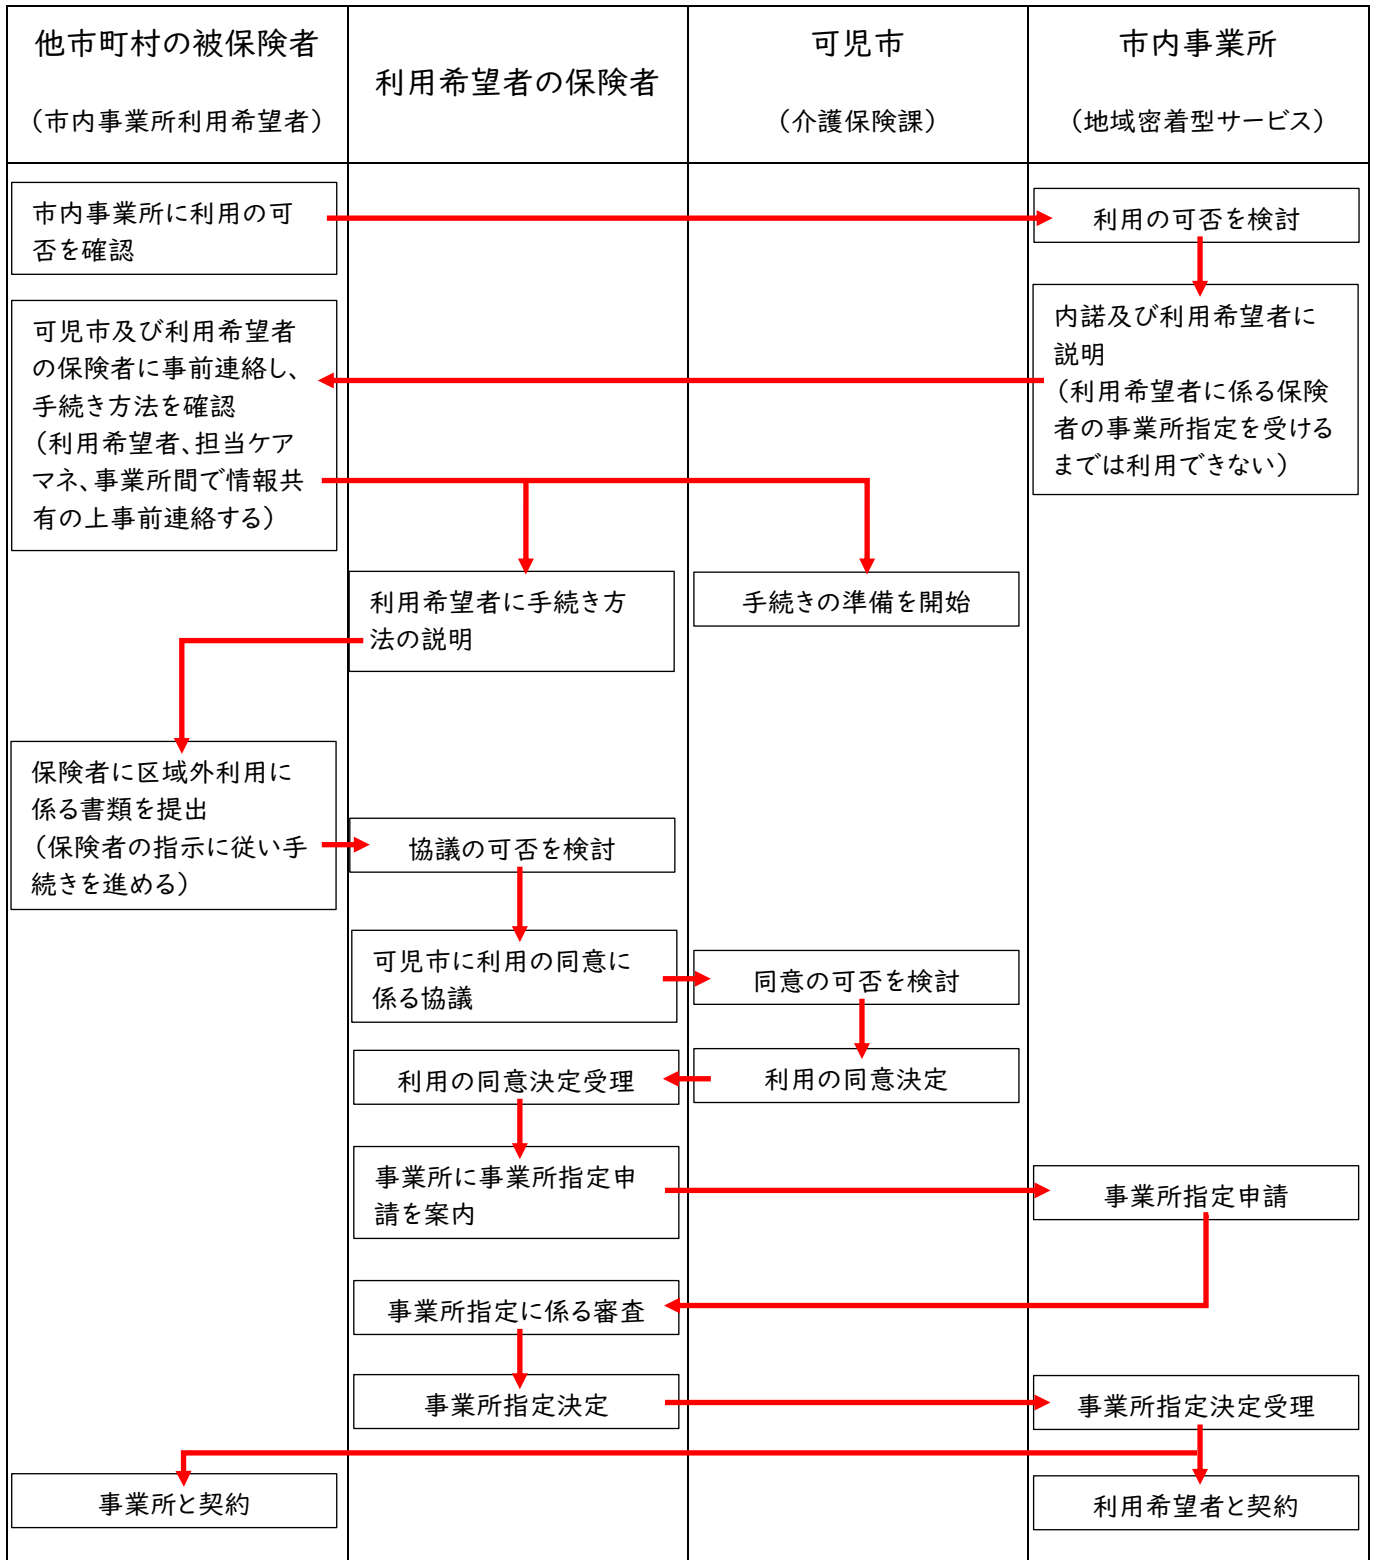 他市町村の被保険者
（市内事業所利用希望者）
利用希望者の保険者
可児市
（介護保険課）
市内事業所
（地域密着型サービス）
市内事業所に利用の可
否を確認
利用の可否を検討
可児市及び利用希望者
の保険者に事前連絡し、
手続き方法を確認
（利用希望者、担当ケア
マネ、事業所間で情報共
有の上事前連絡する）
内諾及び利用希望者に
説明
（利用希望者に係る保険
者の事業所指定を受ける
までは利用できない）
利用希望者に手続き方
法の説明
手続きの準備を開始
保険者に区域外利用に
係る書類を提出
（保険者の指示に従い手
続きを進める）
協議の可否を検討
可児市に利用の同意に
係る協議
同意の可否を検討
利用の同意決定受理
利用の同意決定
事業所に事業所指定申
請を案内
事業所指定申請
事業所指定に係る審査
事業所指定決定
事業所指定決定受理
事業所と契約
利用希望者と契約